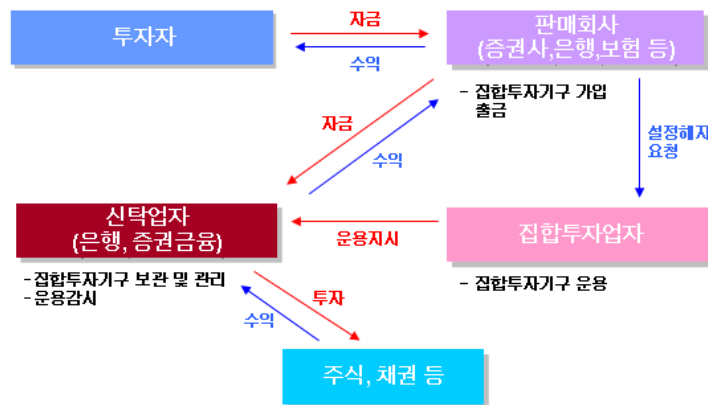 투자자
자금
수익
판매회사
(증권사,은행,보험 등)
- 집합투자기구 가입
출금
자금
수익
설정해지
요청
신탁업자
(은행, 증권금융)
운용지시
집합투자업자
-집합투자기구 보관 및 관리
-운용감시
- 집합투자기구 운용
투자
수익
주식, 채권 등